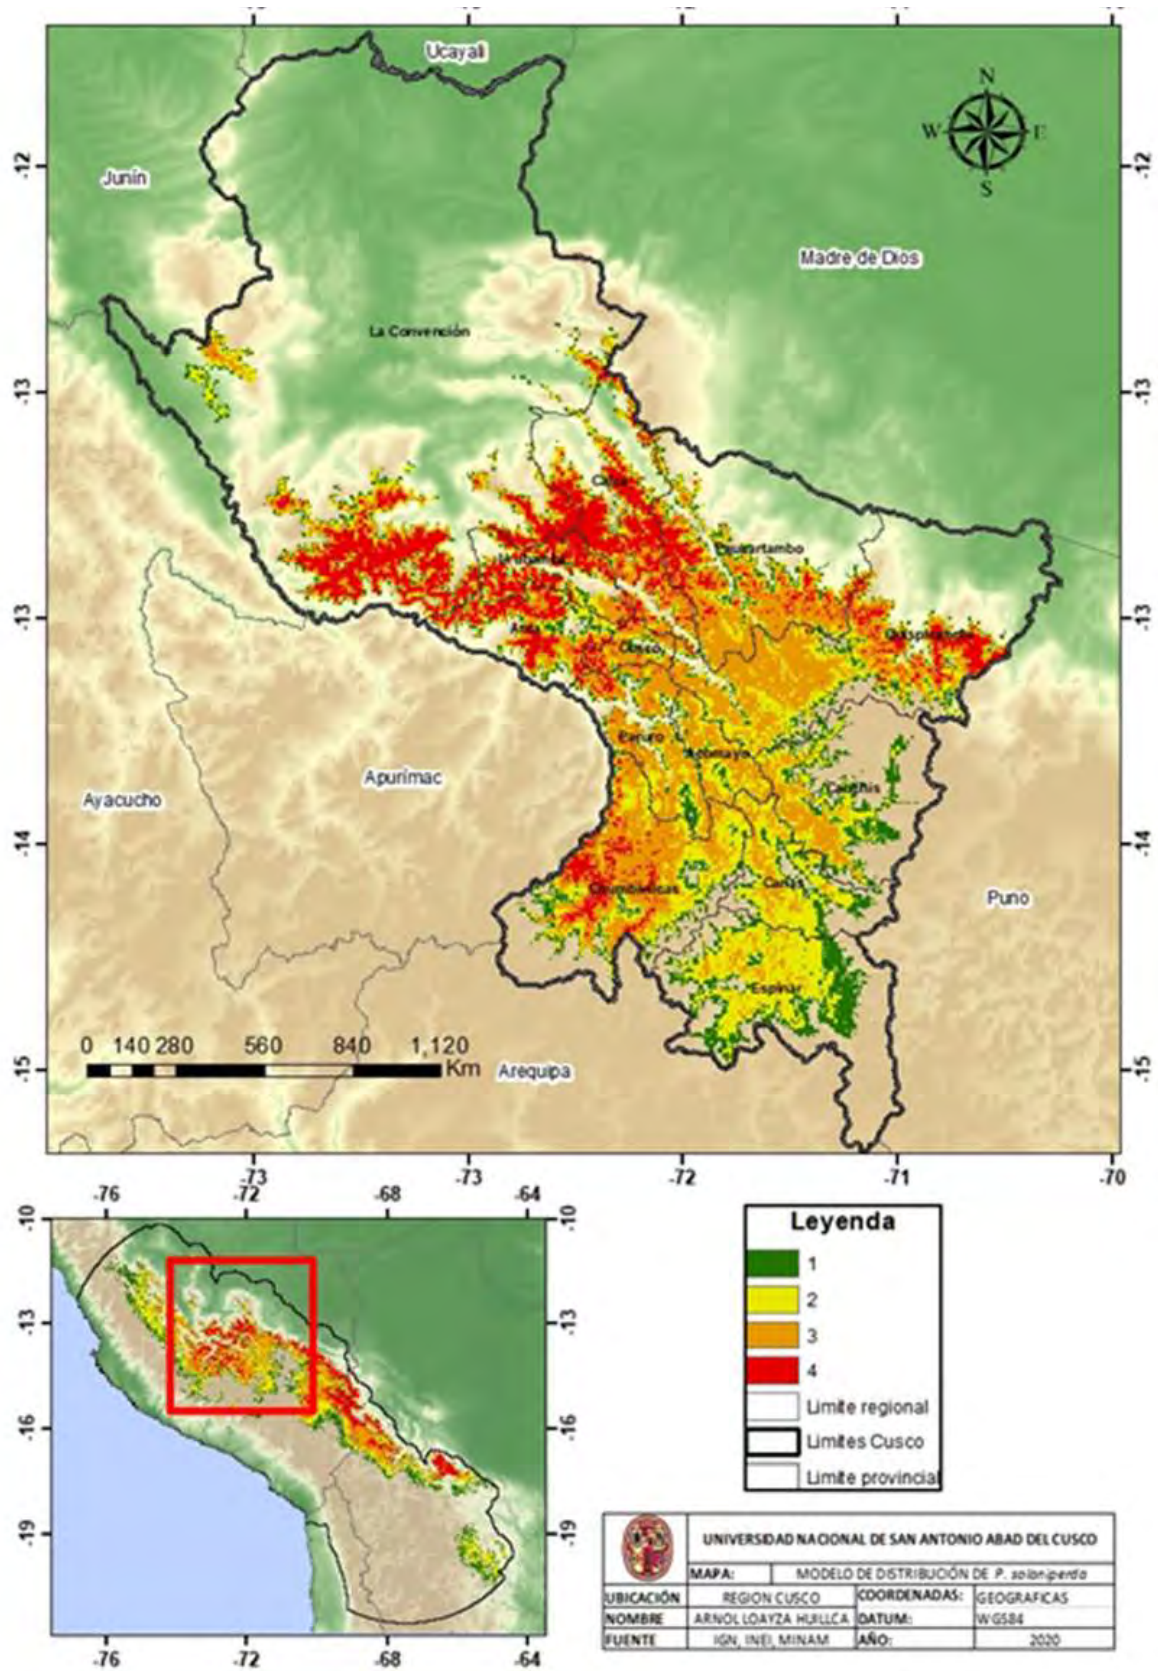 Ucayali
N
W E
S
Junín
Madre de Dios
La Convención
Calca
Urubamba
Paucartambo
Anta
Quispicanchi
Cusco
Paruro
Acomayo
Canchis
Apurímac
Ayacucho
Chumbivilcas
Canas
Puno
Espinar
0 140 280 560 840 1,120
Km
Arequipa
-12 -12
-13 -13
-13 -13
-14 -14
-15 -15
-73 -73 -72 -71 -70
-76 -72 -68 -64
-10 -10
-13 -13
-16 -16
-19 -19
-76 -72 -68 -64
Leyenda
1
2
3
4
Limite regional
Limites Cusco
Limite provincial
UNIVERSIDAD NACIONAL DE SAN ANTONIO ABAD DEL CUSCO
MAPA: MODELO DE DISTRIBUCIÓN DE P. solaniperda
UBICACIÓN REGION CUSCO COORDENADAS: GEOGRAFICAS
NOMBRE ARNOL LOAYZA HUILLCA DATUM: WGS84
FUENTE IGN, INEI, MINAM AÑO: 2020